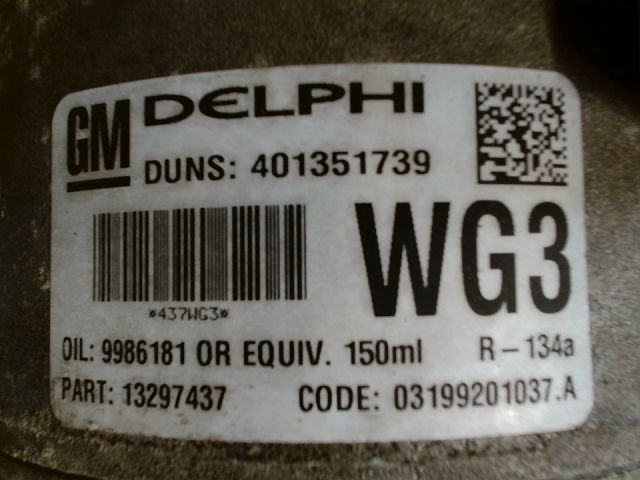 GM DELPHI
DUNS: 401351739
WG3
*437WG3*
OIL: 9986181 OR EQUIV. 150ml R-134a
PART: 13297437 CODE: 03199201037.A